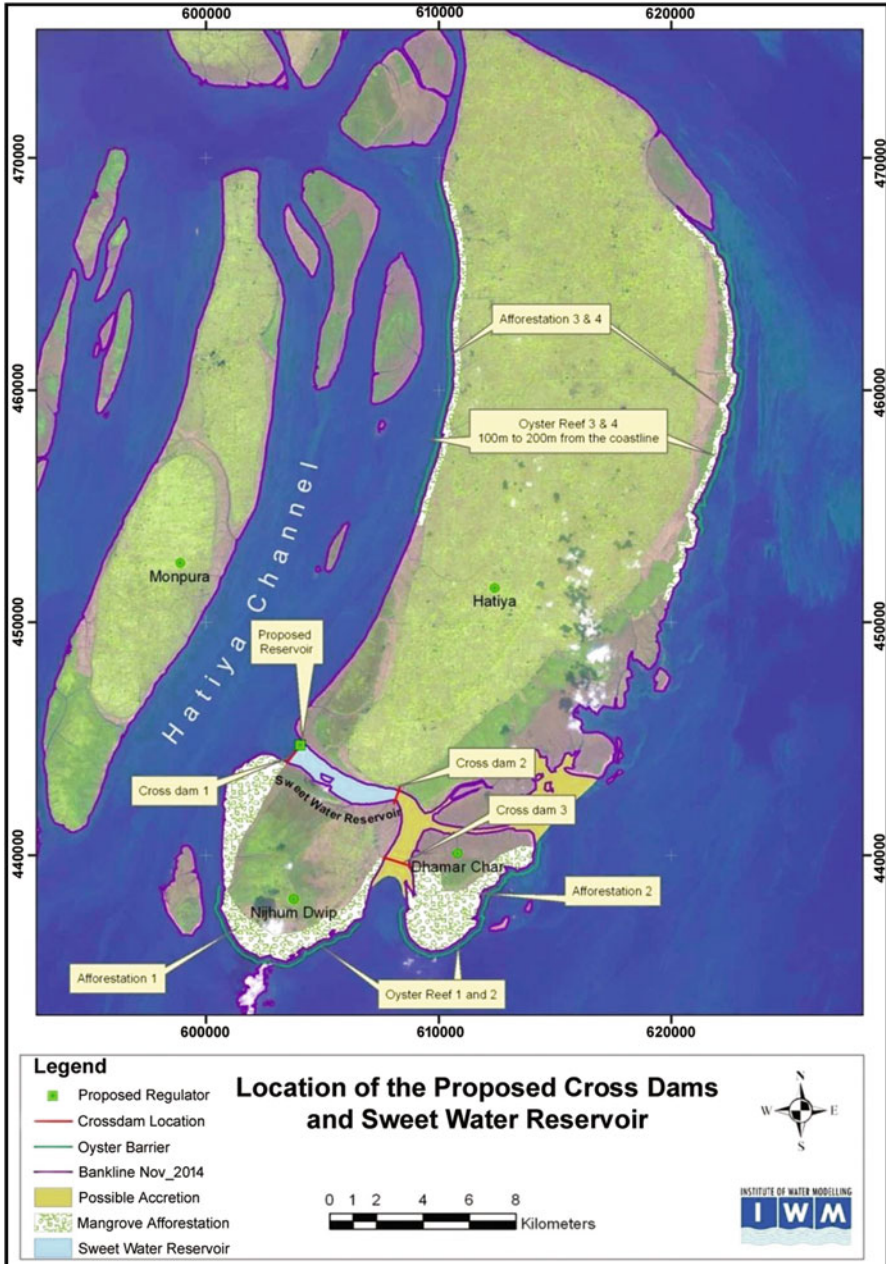 600000
610000
620000
470000
470000
Afforestation 3 & 4
460000
460000
Oyster Reef 3 & 4
100m to 200m from the coastline
Hatiya Channel
Monpura
Hatiya
450000
450000
Proposed
Reservoir
Cross dam 1
Cross dam 2
Sweet Water Reservoir
Cross dam 3
440000
440000
Dhamar Char
Afforestation 2
Nijhum Dwip
Afforestation 1
Oyster Reef 1 and 2
600000
610000
620000
Legend
Proposed Regulator
Crossdam Location
Oyster Barrier
Bankline Nov_2014
Possible Accretion
Mangrove Afforestation
Sweet Water Reservoir
Location of the Proposed Cross Dams
and Sweet Water Reservoir
0 1 2 4 6 8
Kilometers
N
W E
S
INSTITUTE OF WATER MODELLING
IWM